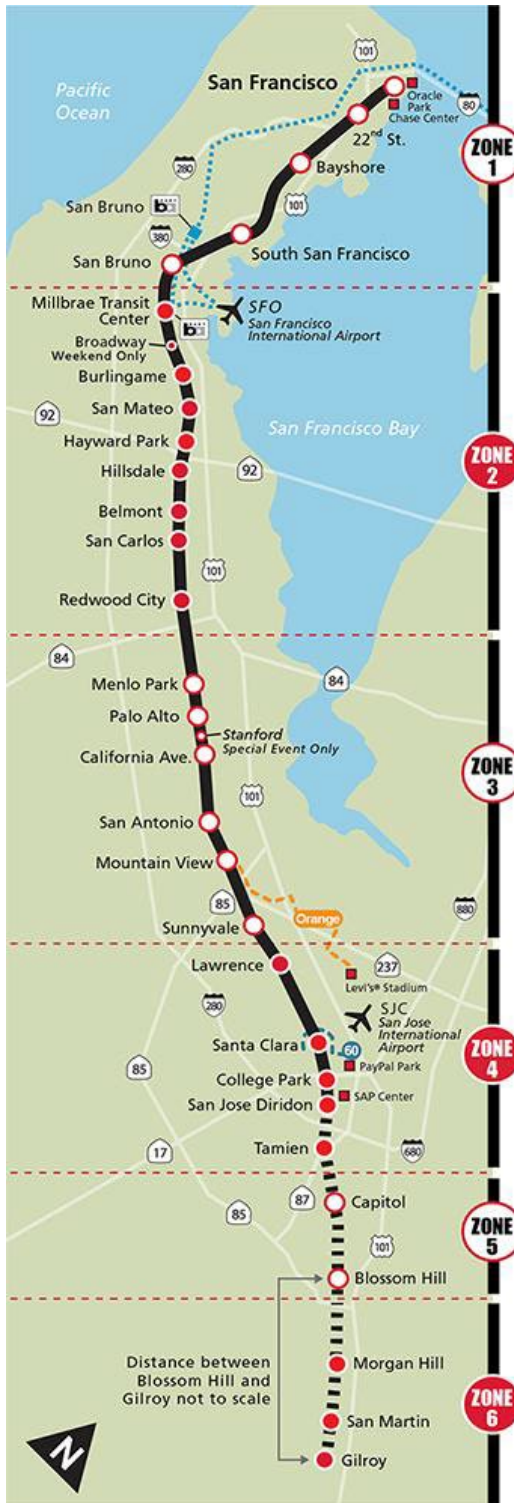 101
Pacific
Ocean
San Francisco
Oracle
Park
Chase Center
80
22nd St.
ZONE
1
280
Bayshore
101
San Bruno
ba
380
South San Francisco
San Bruno
Millbrae Transit
Center
ba
SFO
San Francisco
International Airport
Broadway
Weekend Only
Burlingame
San Mateo
92
San Francisco Bay
Hayward Park
ZONE
2
Hillsdale
92
Belmont
San Carlos
101
Redwood City
84
84
Menlo Park
Palo Alto
Stanford
Special Event Only
California Ave.
ZONE
3
101
San Antonio
Mountain View
85
Orange
880
Sunnyvale
Lawrence
237
Levi's® Stadium
280
SJC
San Jose
International
Airport
Santa Clara
60
ZONE
4
85
PayPal Park
College Park
SAP Center
San Jose Diridon
17
680
Tamien
87
Capitol
85
101
ZONE
5
Blossom Hill
Distance between
Blossom Hill and
Gilroy not to scale
Morgan Hill
ZONE
6
San Martin
N
Gilroy